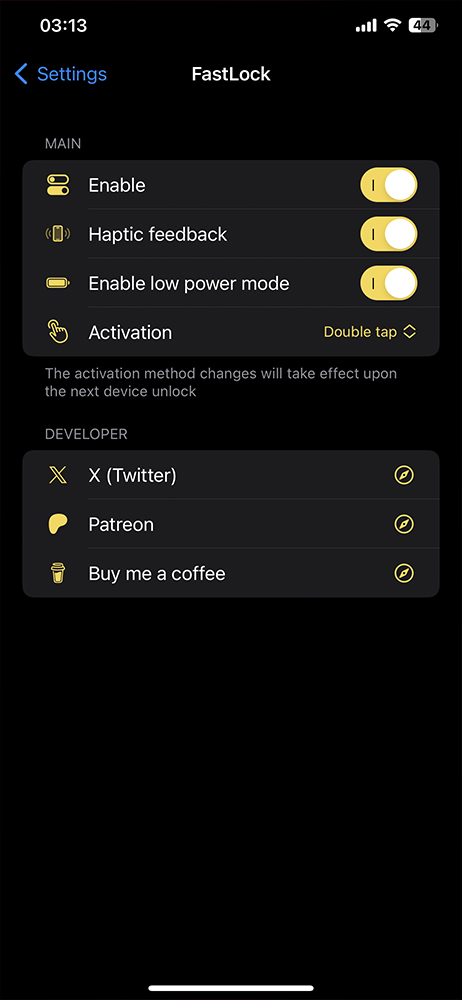 03:13
44
Settings
FastLock
MAIN
Enable
Haptic feedback
Enable low power mode
Activation Double tap
The activation method changes will take effect upon
the next device unlock
DEVELOPER
X (Twitter)
Patreon
Buy me a coffee